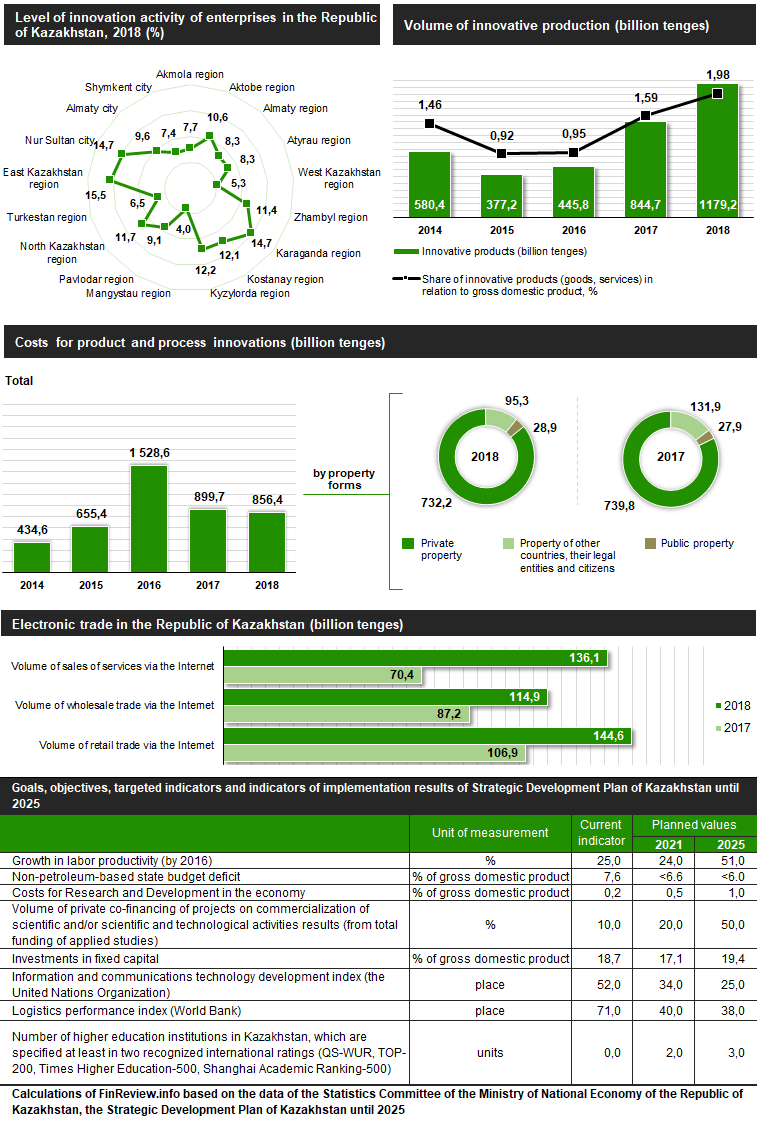 Level of innovation activity of enterprises in the Republic
of Kazakhstan, 2018 (%)
Akmola region
Aktobe region
Almaty region
Atyrau region
West Kazakhstan
region
Zhambyl region
Karaganda region
Kostanay region
Kyzylorda region
Mangystau region
Pavlodar region
North Kazakhstan
region
Turkestan region
East Kazakhstan
region
Nur Sultan city
Almaty city
Shymkent city
7,7
10,6
8,3
8,3
5,3
11,4
14,7
12,1
12,2
4,0
9,1
11,7
6,5
15,5
14,7
9,6
7,4
Volume of innovative production (billion tenges)
1,46
0,92
0,95
1,59
1,98
580,4
377,2
445,8
844,7
1179,2
2014
2015
2016
2017
2018
Innovative products (billion tenges)
Share of innovative products (goods, services) in
relation to gross domestic product, %
Costs for product and process innovations (billion tenges)
Total
434,6
655,4
1 528,6
899,7
856,4
2014
2015
2016
2017
2018
by property
forms
95,3
28,9
2018
732,2
131,9
27,9
2017
739,8
Private
property
Property of other
countries, their legal
entities and citizens
Public property
Electronic trade in the Republic of Kazakhstan (billion tenges)
Volume of sales of services via the Internet
136,1
70,4
Volume of wholesale trade via the Internet
114,9
87,2
Volume of retail trade via the Internet
144,6
106,9
2018
2017
Goals, objectives, targeted indicators and indicators of implementation results of Strategic Development Plan of Kazakhstan until
2025
Unit of measurement
Current
indicator
Planned values
2021
2025
Growth in labor productivity (by 2016) % 25,0 24,0 51,0
Non-petroleum-based state budget deficit % of gross domestic product 7,6 <6.6 <6.0
Costs for Research and Development in the economy % of gross domestic product 0,2 0,5 1,0
Volume of private co-financing of projects on commercialization of
scientific and/or scientific and technological activities results (from total % 10,0 20,0 50,0
funding of applied studies)
Investments in fixed capital % of gross domestic product 18,7 17,1 19,4
Information and communications technology development index (the
United Nations Organization) place 52,0 34,0 25,0
Logistics performance index (World Bank) place 71,0 40,0 38,0
Number of higher education institutions in Kazakhstan, which are
specified at least in two recognized international ratings (QS-WUR, TOP- units 0,0 2,0 3,0
200, Times Higher Education-500, Shanghai Academic Ranking-500)
Calculations of FinReview.info based on the data of the Statistics Committee of the Ministry of National Economy of the Republic of
Kazakhstan, the Strategic Development Plan of Kazakhstan until 2025